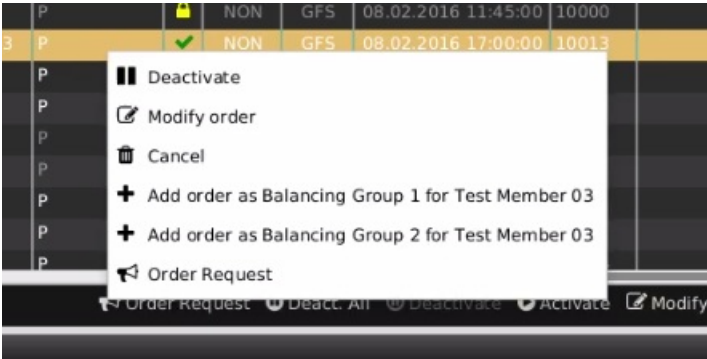 P NON GFS 08.02.2016 11:45:00 10000
3 P NON GFS 08.02.2016 17:00:00 10013
P
Deactivate
P
Modify order
P
Cancel
P
Add order as Balancing Group 1 for Test Member 03
P
Add order as Balancing Group 2 for Test Member 03
P
P
Order Request
Order Request Deact. All Deactivate Activate Modify